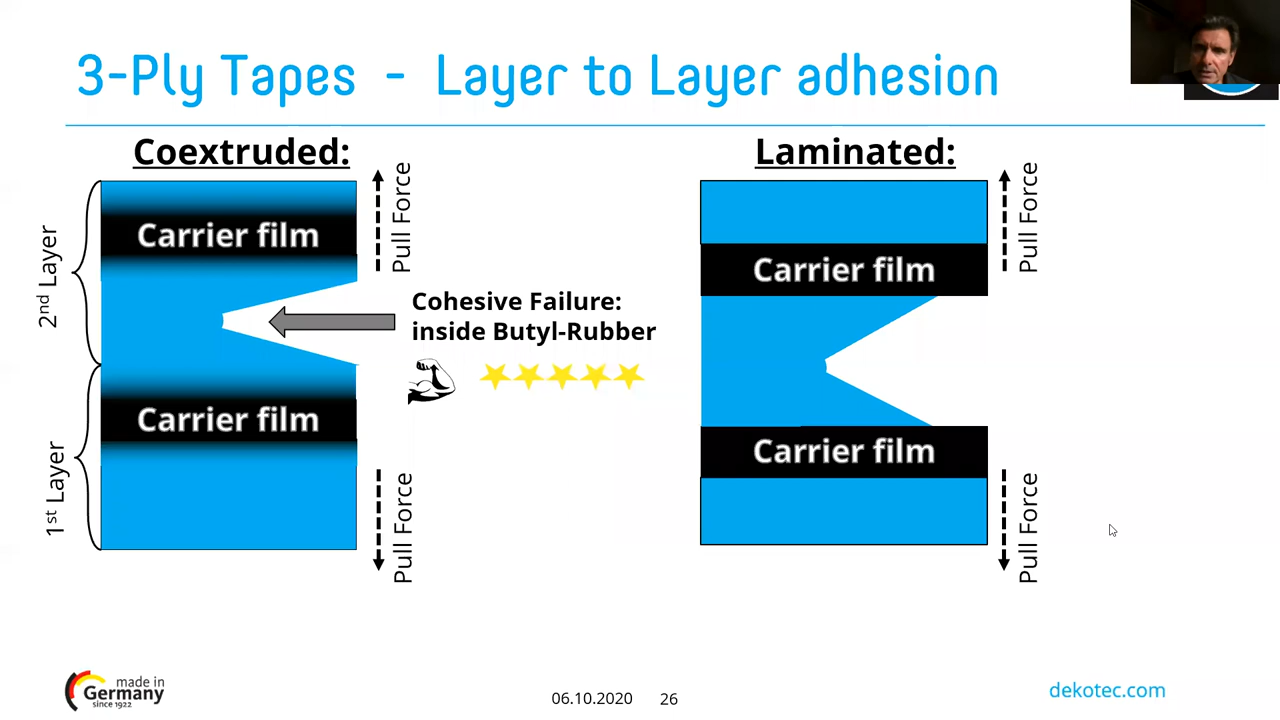 3-Ply Tapes - Layer to Layer adhesion
Coextruded:
2nd Layer
Carrier film
Pull Force
Cohesive Failure:
inside Butyl-Rubber
1st Layer
Carrier film
Pull Force
Laminated:
Carrier film
Pull Force
Carrier film
Pull Force
made in
Germany
since 1922
06.10.2020 26
dekotec.com